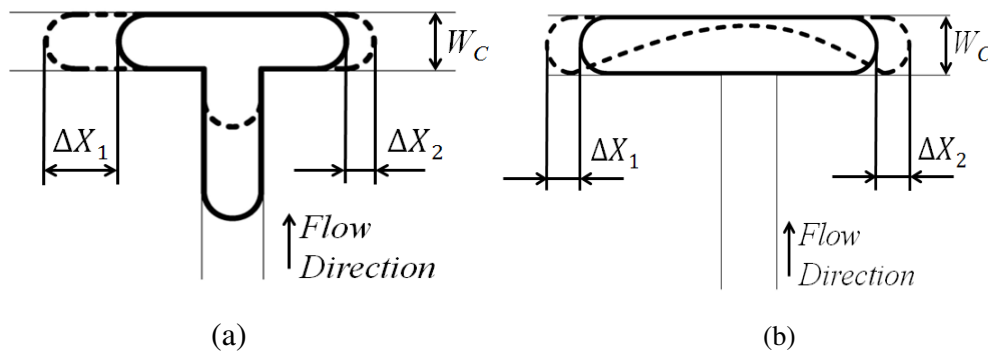 W_C
W_C
ΔX_1
ΔX_2
ΔX_1
ΔX_2
Flow
Direction
Flow
Direction
(a)
(b)